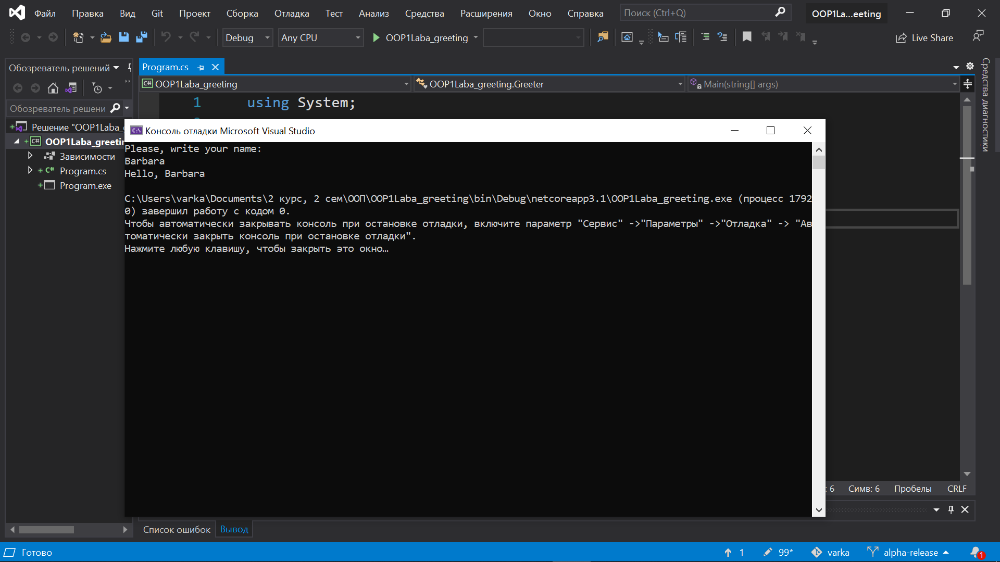 Файл Правка Вид Git Проект Сборка Отладка Тест Анализ Средства Расширения Окно Справка Поиск (Ctrl+Q) OOP1La...eeting
Debug Any CPU OOP1Laba_greeting Live Share
Обозреватель решений
Program.cs
OOP1Laba_greeting OOP1Laba_greeting.Greeter Main(string[] args)
Средства диагностики
1 using System;
Обозреватель решени
Решение "OOP1Laba_
OOP1Laba_greetin
Зависимости
Program.cs
Program.exe
Консоль отладки Microsoft Visual Studio
Please, write your name:
Barbara
Hello, Barbara
C:\Users\varka\Documents\2 курс, 2 сем\ООП\OOP1Laba_greeting\bin\Debug\netcoreapp3.1\OOP1Laba_greeting.exe (процесс 1792
0) завершил работу с кодом 0.
Чтобы автоматически закрывать консоль при остановке отладки, включите параметр "Сервис" ->"Параметры" ->"Отладка" -> "Ав
томатически закрыть консоль при остановке отладки".
Нажмите любую клавишу, чтобы закрыть это окно…
: 6 Симв: 6 Пробелы CRLF
Список ошибок Вывод
Готово 1 99* varka alpha-release 1